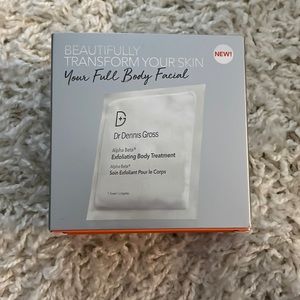 BEAUTIFULLY
TRANSFORM YOUR SKIN
Your Full Body Facial
NEW!
D
Dr Dennis Gross
Alpha Beta®
Exfoliating Body Treatment
Alpha Beta®
Soin Exfoliant Pour le Corps